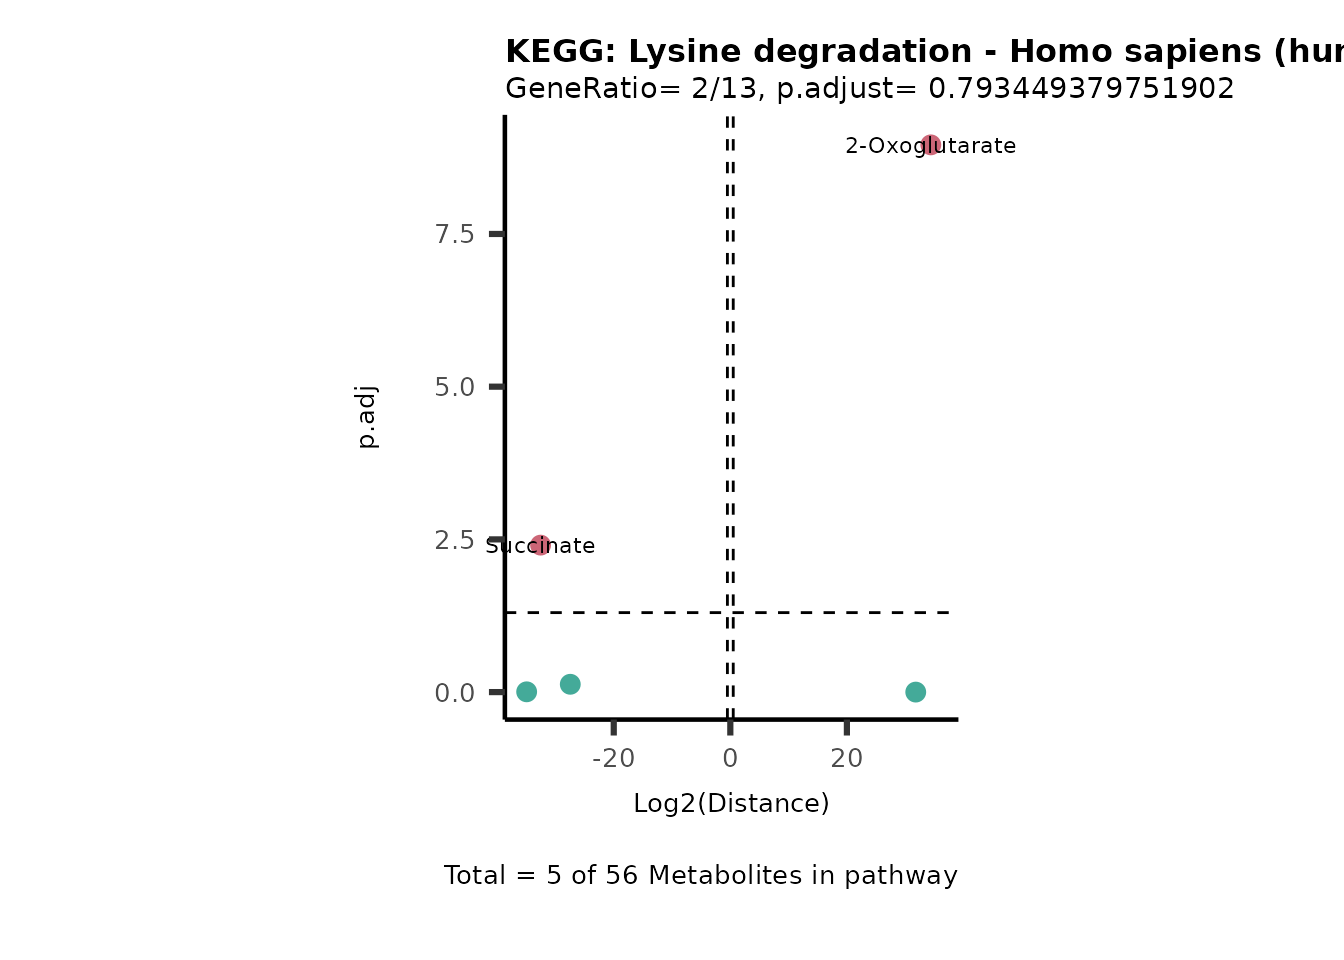 KEGG: Lysine degradation - Homo sapiens (hum
GeneRatio= 2/13, p.adjust= 0.793449379751902
2-Oxoglutarate
7.5
5.0
p.adj
2.5
Succinate
0.0
-20 0 20
Log2(Distance)
Total = 5 of 56 Metabolites in pathway